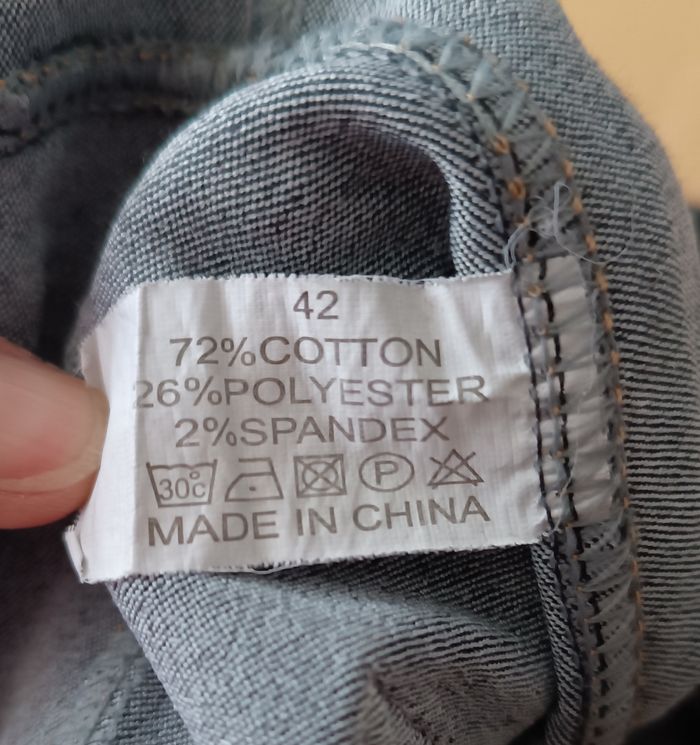 42
72%COTTON
26%POLYESTER
2%SPANDEX
30°C P
MADE IN CHINA